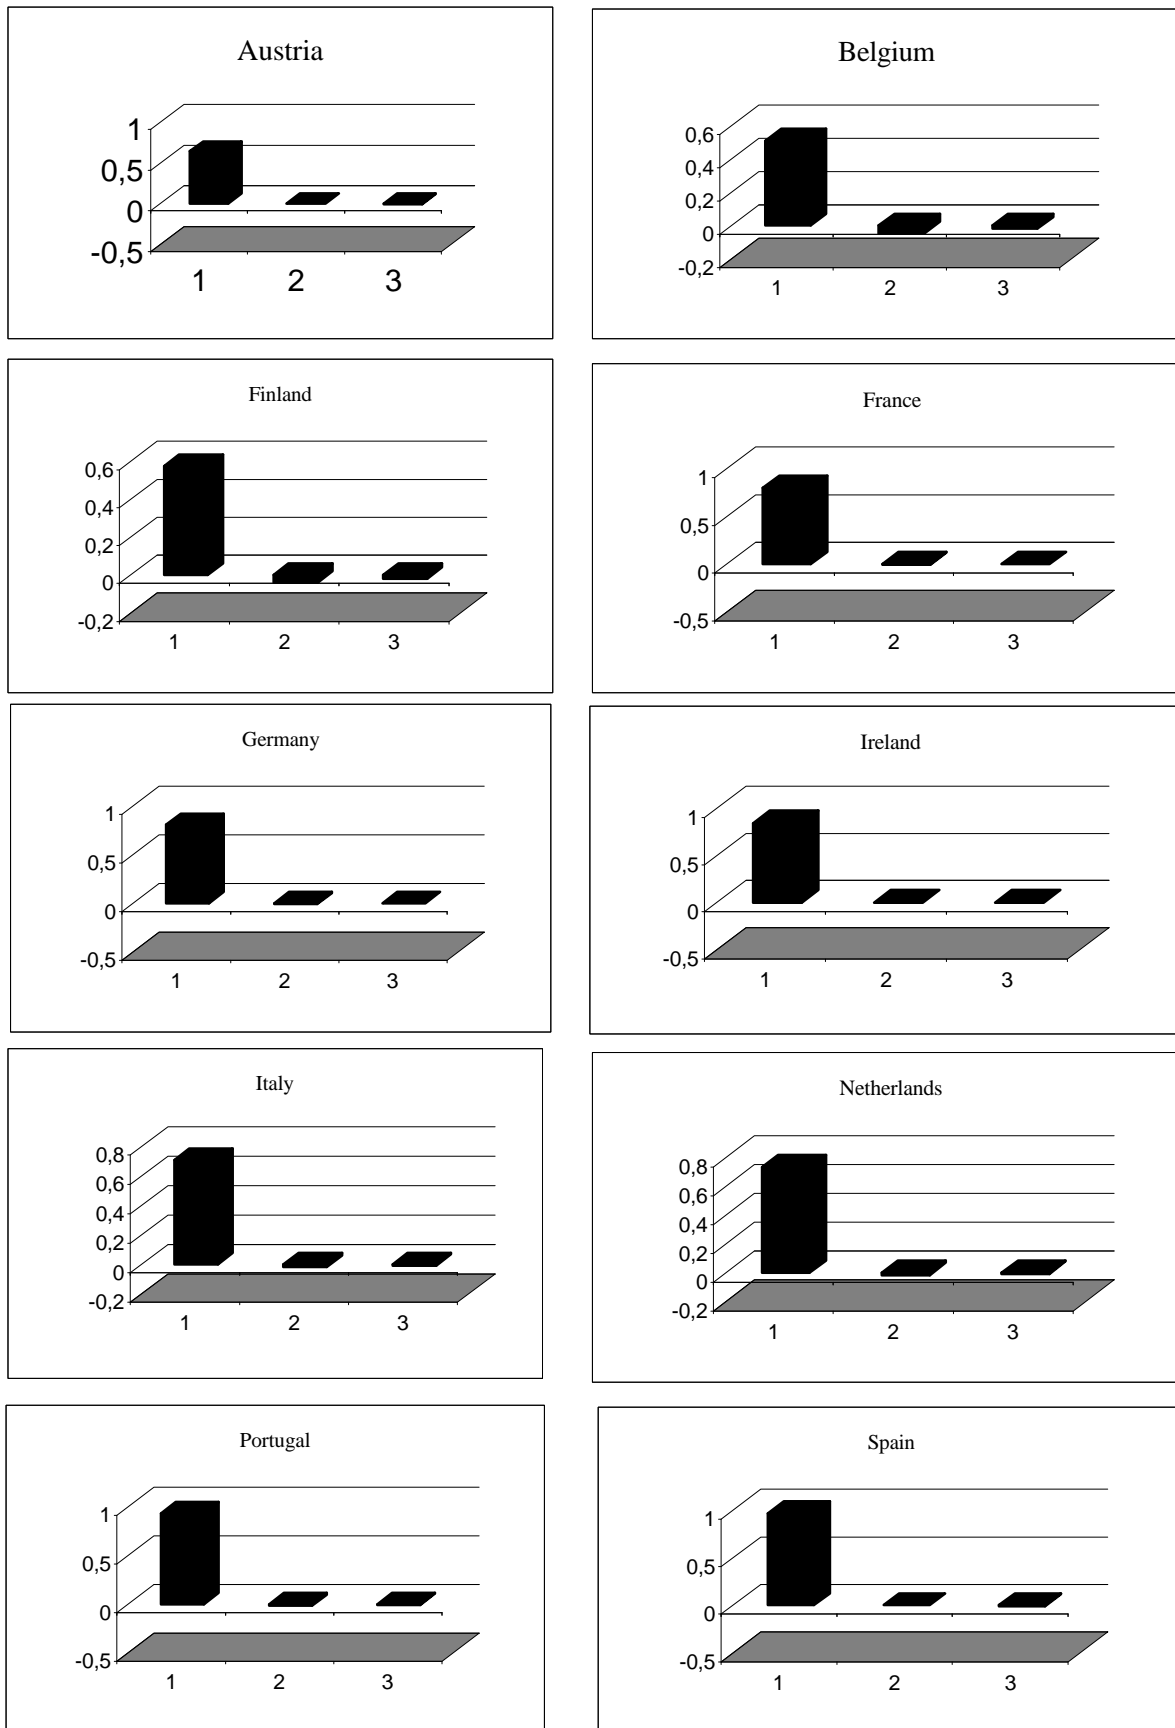 Austria
1
0,5
0
-0,5
1 2 3
Belgium
0,6
0,4
0,2
0
-0,2
1 2 3
Finland
0,6
0,4
0,2
0
-0,2
1 2 3
France
1
0,5
0
-0,5
1 2 3
Germany
1
0,5
0
-0,5
1 2 3
Ireland
1
0,5
0
-0,5
1 2 3
Italy
0,8
0,6
0,4
0,2
0
-0,2
1 2 3
Netherlands
0,8
0,6
0,4
0,2
0
-0,2
1 2 3
Portugal
1
0,5
0
-0,5
1 2 3
Spain
1
0,5
0
-0,5
1 2 3